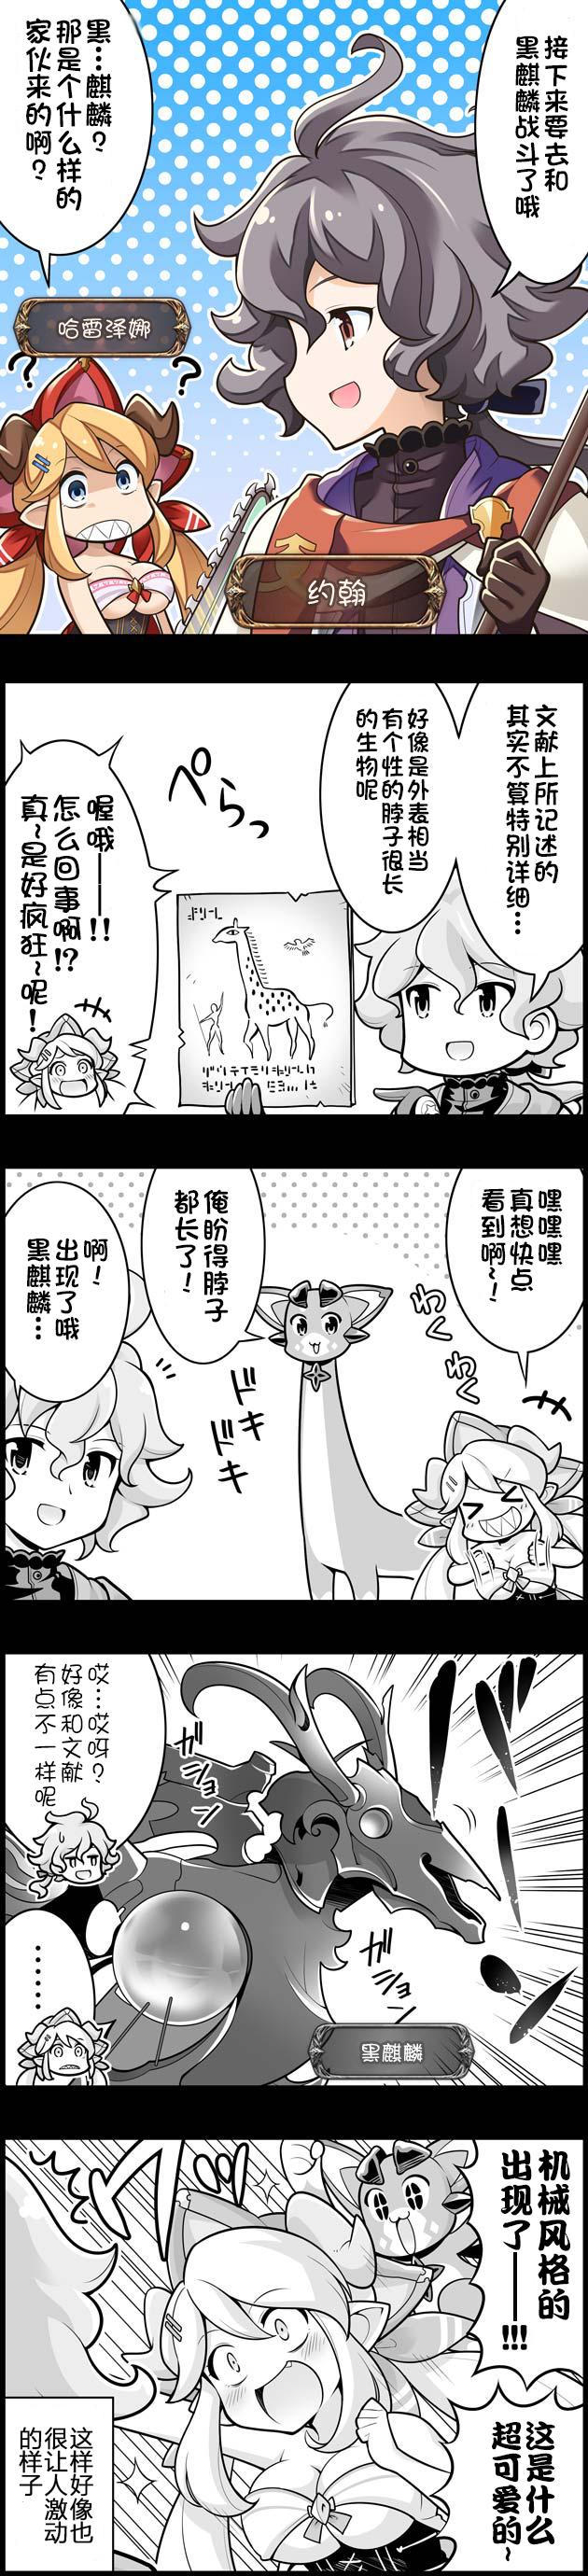 接下来要去和
黑麒麟战斗了哦
黑…麒麟?
那是个什么样的
家伙来的啊?
哈雷泽娜
? ?
约翰
文献上所记述的
其实不算特别详细…
好像是外表相当
有个性的脖子很长
的生物呢
ぺらっ
喔哦——!!
怎么回事啊!?
真~是好疯狂~呢!
嘿嘿嘿
真想快点
看到啊~!
わくわく
俺盼得脖子
都长了!
ドキドキ
啊!
出现了哦
黑麒麟…
哎…哎呀?
好像和文献
有点不一样呢
ガション
ガション
……
黑麒麟
机械风格的
出现了——!!!
这是什么
超可爱的~
这样好像也
很让人激动
的样子